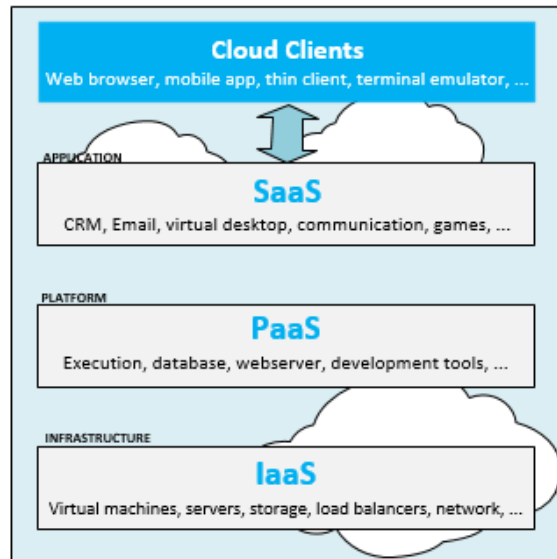 Cloud Clients
Web browser, mobile app, thin client, terminal emulator, ...
APPLICATION
SaaS
CRM, Email, virtual desktop, communication, games, ...
PLATFORM
PaaS
Execution, database, webserver, development tools, ...
INFRASTRUCTURE
IaaS
Virtual machines, servers, storage, load balancers, network, ...